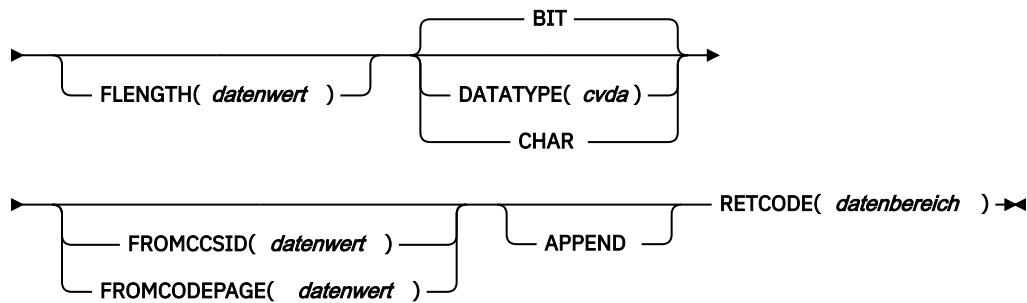 BIT
FLENGTH( datenwert ) DATATYPE( cvda )
CHAR
RETCODE( datenbereich )
FROMCCSID( datenwert ) APPEND
FROMCODEPAGE( datenwert )